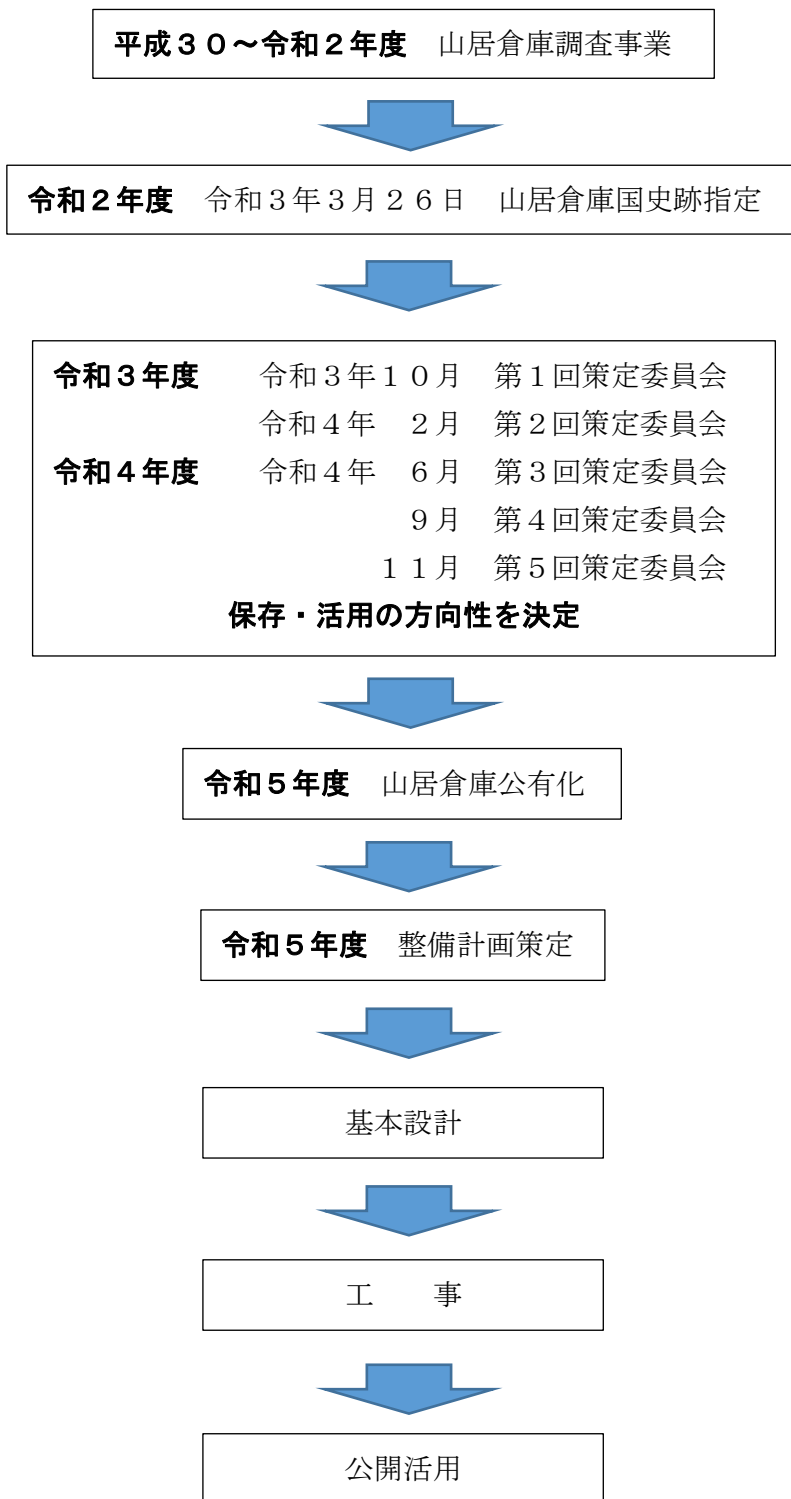 平成３０～令和２年度　山居倉庫調査事業
令和２年度　令和３年３月２６日　山居倉庫国史跡指定
令和３年度　　令和３年１０月　第１回策定委員会
令和４年　２月　第２回策定委員会
令和４年度　　令和４年　６月　第３回策定委員会
９月　第４回策定委員会
１１月　第５回策定委員会
保存・活用の方向性を決定
令和５年度　山居倉庫公有化
令和５年度　整備計画策定
基本設計
工　　事
公開活用